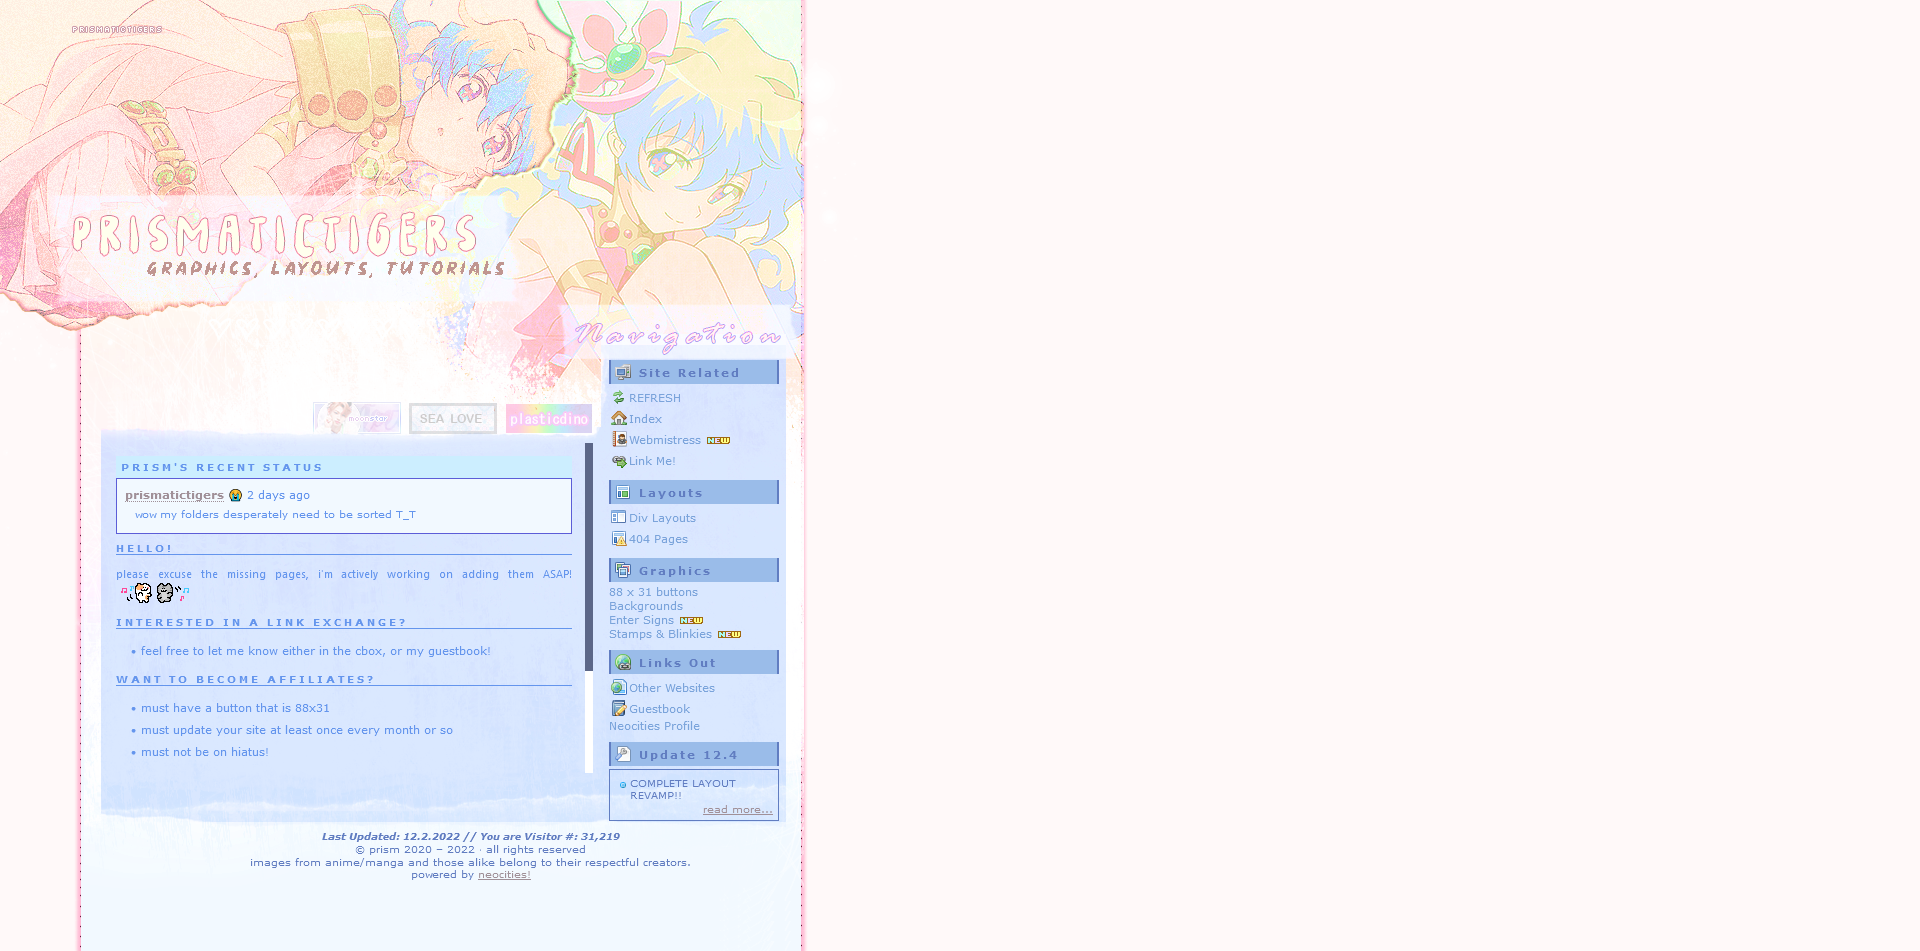 PRISMATICTIGERS
PRISMATICTIGERS
GRAPHICS, LAYOUTS, TUTORIALS
Navigation
moonstar
SEA LOVE
plasticdino
PRISM'S RECENT STATUS
prismatictigers 2 days ago
wow my folders desperately need to be sorted T_T
HELLO!
please excuse the missing pages, i'm actively working on adding them ASAP!
INTERESTED IN A LINK EXCHANGE?
• feel free to let me know either in the cbox, or my guestbook!
WANT TO BECOME AFFILIATES?
• must have a button that is 88x31
• must update your site at least once every month or so
• must not be on hiatus!
Site Related
REFRESH
Index
Webmistress NEW
Link Me!
Layouts
Div Layouts
404 Pages
Graphics
88 x 31 buttons
Backgrounds
Enter Signs NEW
Stamps & Blinkies NEW
Links Out
Other Websites
Guestbook
Neocities Profile
Update 12.4
COMPLETE LAYOUT
REVAMP!!
read more...
Last Updated: 12.2.2022 // You are Visitor #: 31,219
© prism 2020 – 2022 · all rights reserved
images from anime/manga and those alike belong to their respectful creators.
powered by neocities!